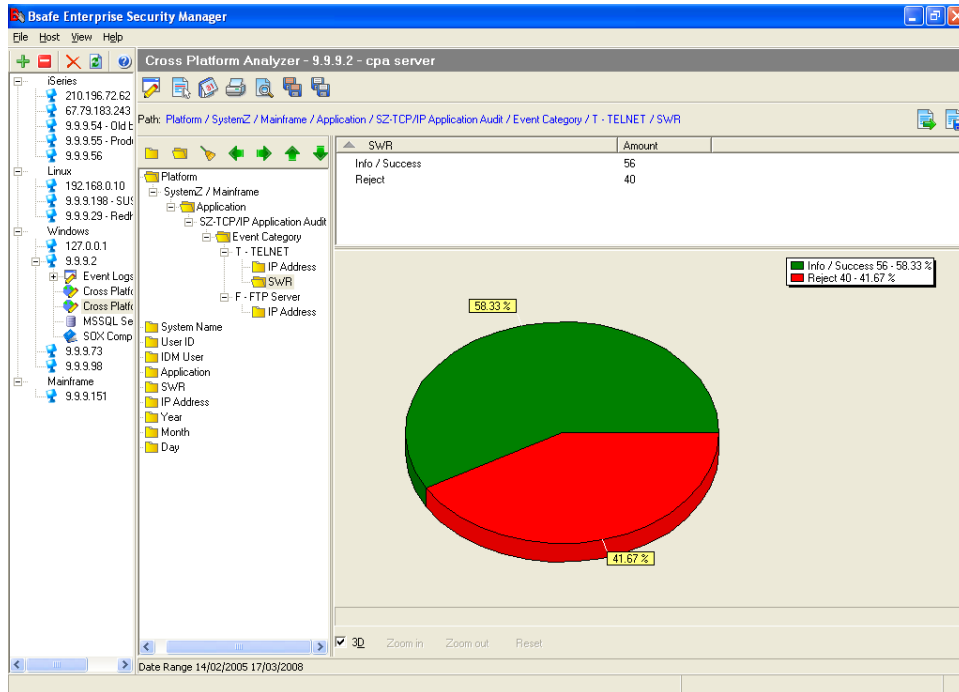 Bsafe Enterprise Security Manager
File Host View Help
Cross Platform Analyzer - 9.9.9.2 - cpa server
iSeries
210.196.72.62
67.79.183.243
9.9.9.54 - Old
9.9.9.55 - Prod
9.9.9.56
Linux
192.168.0.10
9.9.9.198 - SUS
9.9.9.29 - Redh
Windows
127.0.0.1
9.9.9.2
Event Logs
Cross Platf
Cross Platf
MSSQL Se
SOX Comp
9.9.9.73
9.9.9.98
Mainframe
9.9.9.151
Path: Platform / SystemZ / Mainframe / Application / SZ-TCP/IP Application Audit / Event Category / T - TELNET / SWR
Platform
SystemZ / Mainframe
Application
SZ-TCP/IP Application Audit
Event Category
T - TELNET
IP Address
SWR
F - FTP Server
IP Address
System Name
User ID
IDM User
Application
SWR
IP Address
Year
Month
Day
SWR Amount
Info / Success 56
Reject 40
Info / Success 56 - 58.33 %
Reject 40 - 41.67 %
58.33 %
41.67 %
3D Zoom in Zoom out Reset
Date Range 14/02/2005 17/03/2008